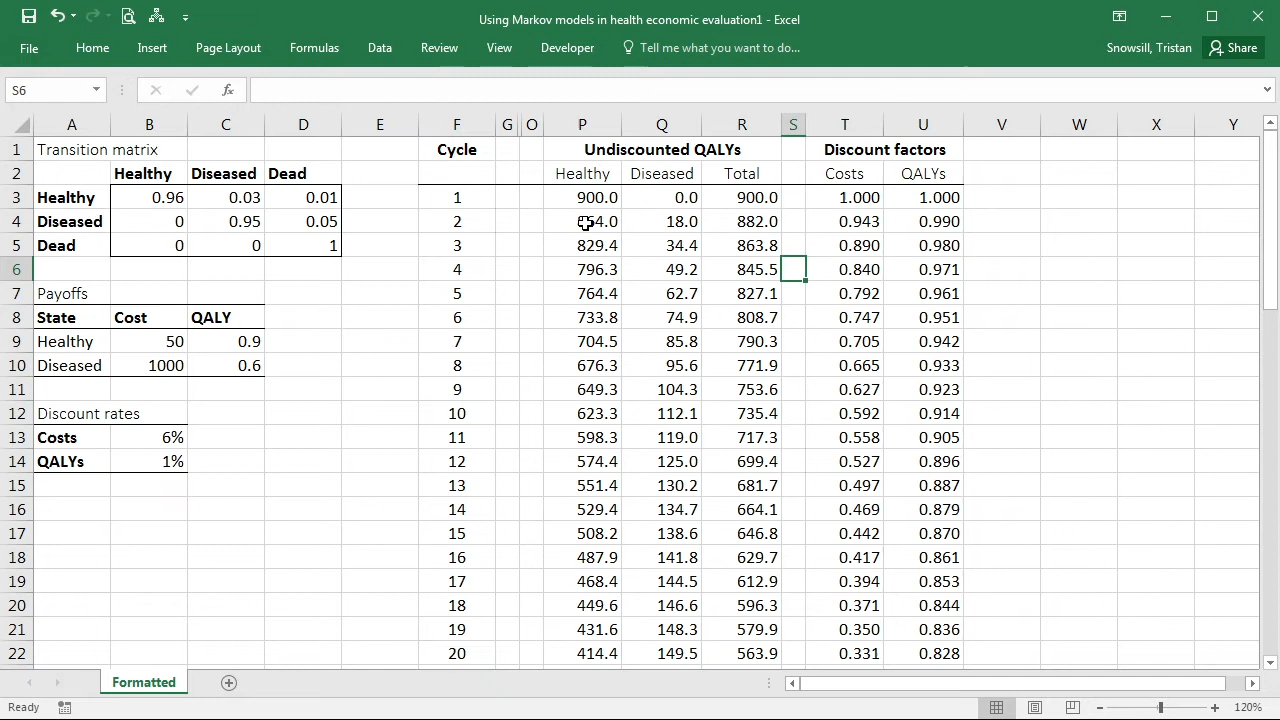 Using Markov models in health economic evaluation1 - Excel
File Home Insert Page Layout Formulas Data Review View Developer Tell me what you want to do... Snowsill, Tristan Share
S6 fx
A B C D E F G O P Q R S T U V W X Y
1 Transition matrix Cycle Undiscounted QALYs Discount factors
2 Healthy Diseased Dead Healthy Diseased Total Costs QALYs
3 Healthy 0.96 0.03 0.01 1 900.0 0.0 900.0 1.000 1.000
4 Diseased 0 0.95 0.05 2 4.0 18.0 882.0 0.943 0.990
5 Dead 0 0 1 3 829.4 34.4 863.8 0.890 0.980
6 4 796.3 49.2 845.5 0.840 0.971
7 Payoffs 5 764.4 62.7 827.1 0.792 0.961
8 State Cost QALY 6 733.8 74.9 808.7 0.747 0.951
9 Healthy 50 0.9 7 704.5 85.8 790.3 0.705 0.942
10 Diseased 1000 0.6 8 676.3 95.6 771.9 0.665 0.933
11 9 649.3 104.3 753.6 0.627 0.923
12 Discount rates 10 623.3 112.1 735.4 0.592 0.914
13 Costs 6% 11 598.3 119.0 717.3 0.558 0.905
14 QALYs 1% 12 574.4 125.0 699.4 0.527 0.896
15 13 551.4 130.2 681.7 0.497 0.887
16 14 529.4 134.7 664.1 0.469 0.879
17 15 508.2 138.6 646.8 0.442 0.870
18 16 487.9 141.8 629.7 0.417 0.861
19 17 468.4 144.5 612.9 0.394 0.853
20 18 449.6 146.6 596.3 0.371 0.844
21 19 431.6 148.3 579.9 0.350 0.836
22 20 414.4 149.5 563.9 0.331 0.828
Formatted
Ready 120%